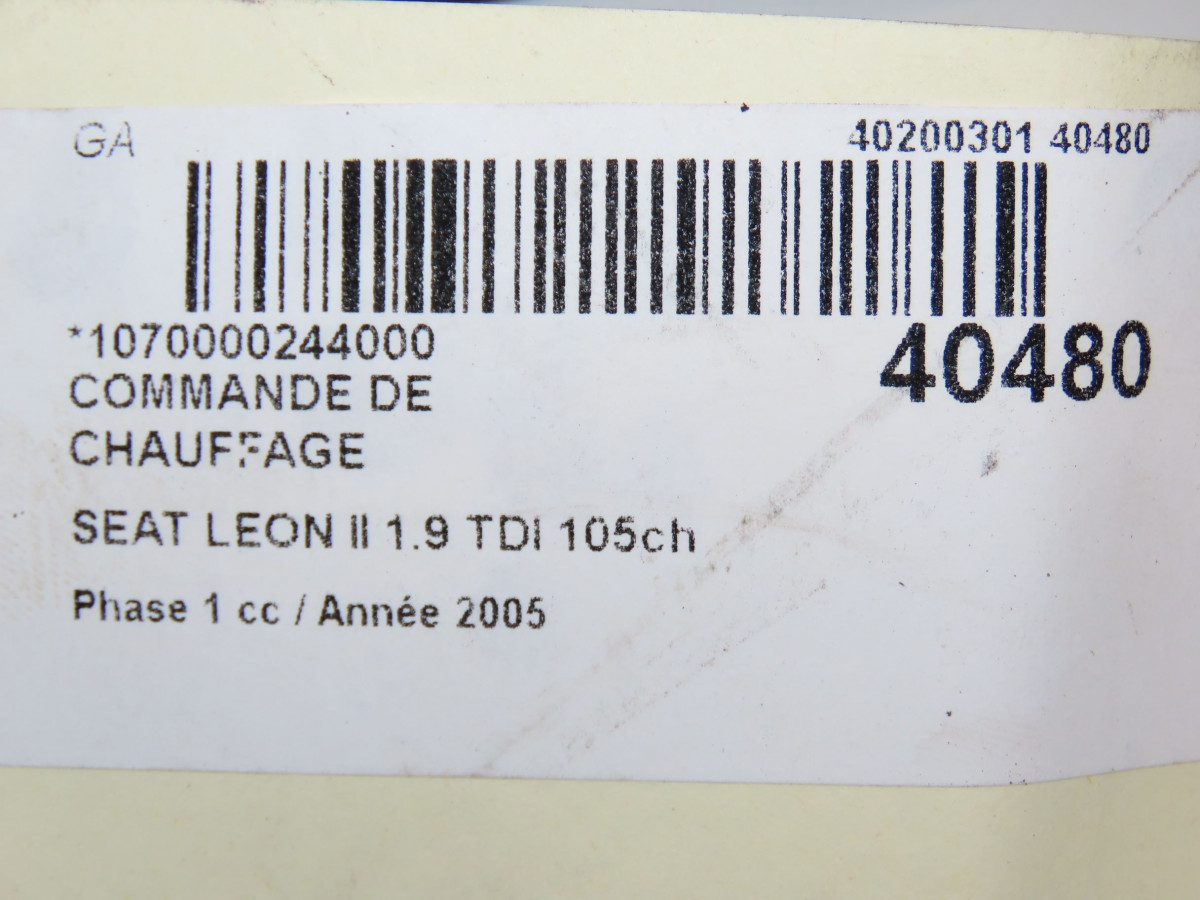 GA
40200301 40480
*1070000244000
40480
COMMANDE DE
CHAUFFAGE
SEAT LEON II 1.9 TDI 105ch
Phase 1 cc / Année 2005